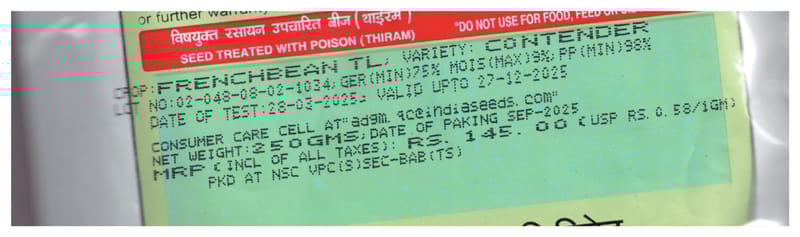 or further warranty
विषयुक्त रसायन उपचारित बीज (थाईरम)
SEED TREATED WITH POISON (THIRAM)
"DO NOT USE FOR FOOD, FEED OR
CROP:FRENCHBEAN TL, VARIETY: CONTENDER
LOT NO:02-048-08-02-1034,GER(MIN)75% MOIS(MAX)9%,PP(MIN)98%
DATE OF TEST:28-03-2025, VALID UPTO 27-12-2025
CONSUMER CARE CELL AT"adgm.qc@indiaseeds.com"
NET WEIGHT:250GMS,DATE OF PAKING SEP-2025
MRP (INCL OF ALL TAXES): RS. 145.00 (USP RS.0.58/1GM)
PKD AT NSC VPC(S)SEC-BAB(TS)